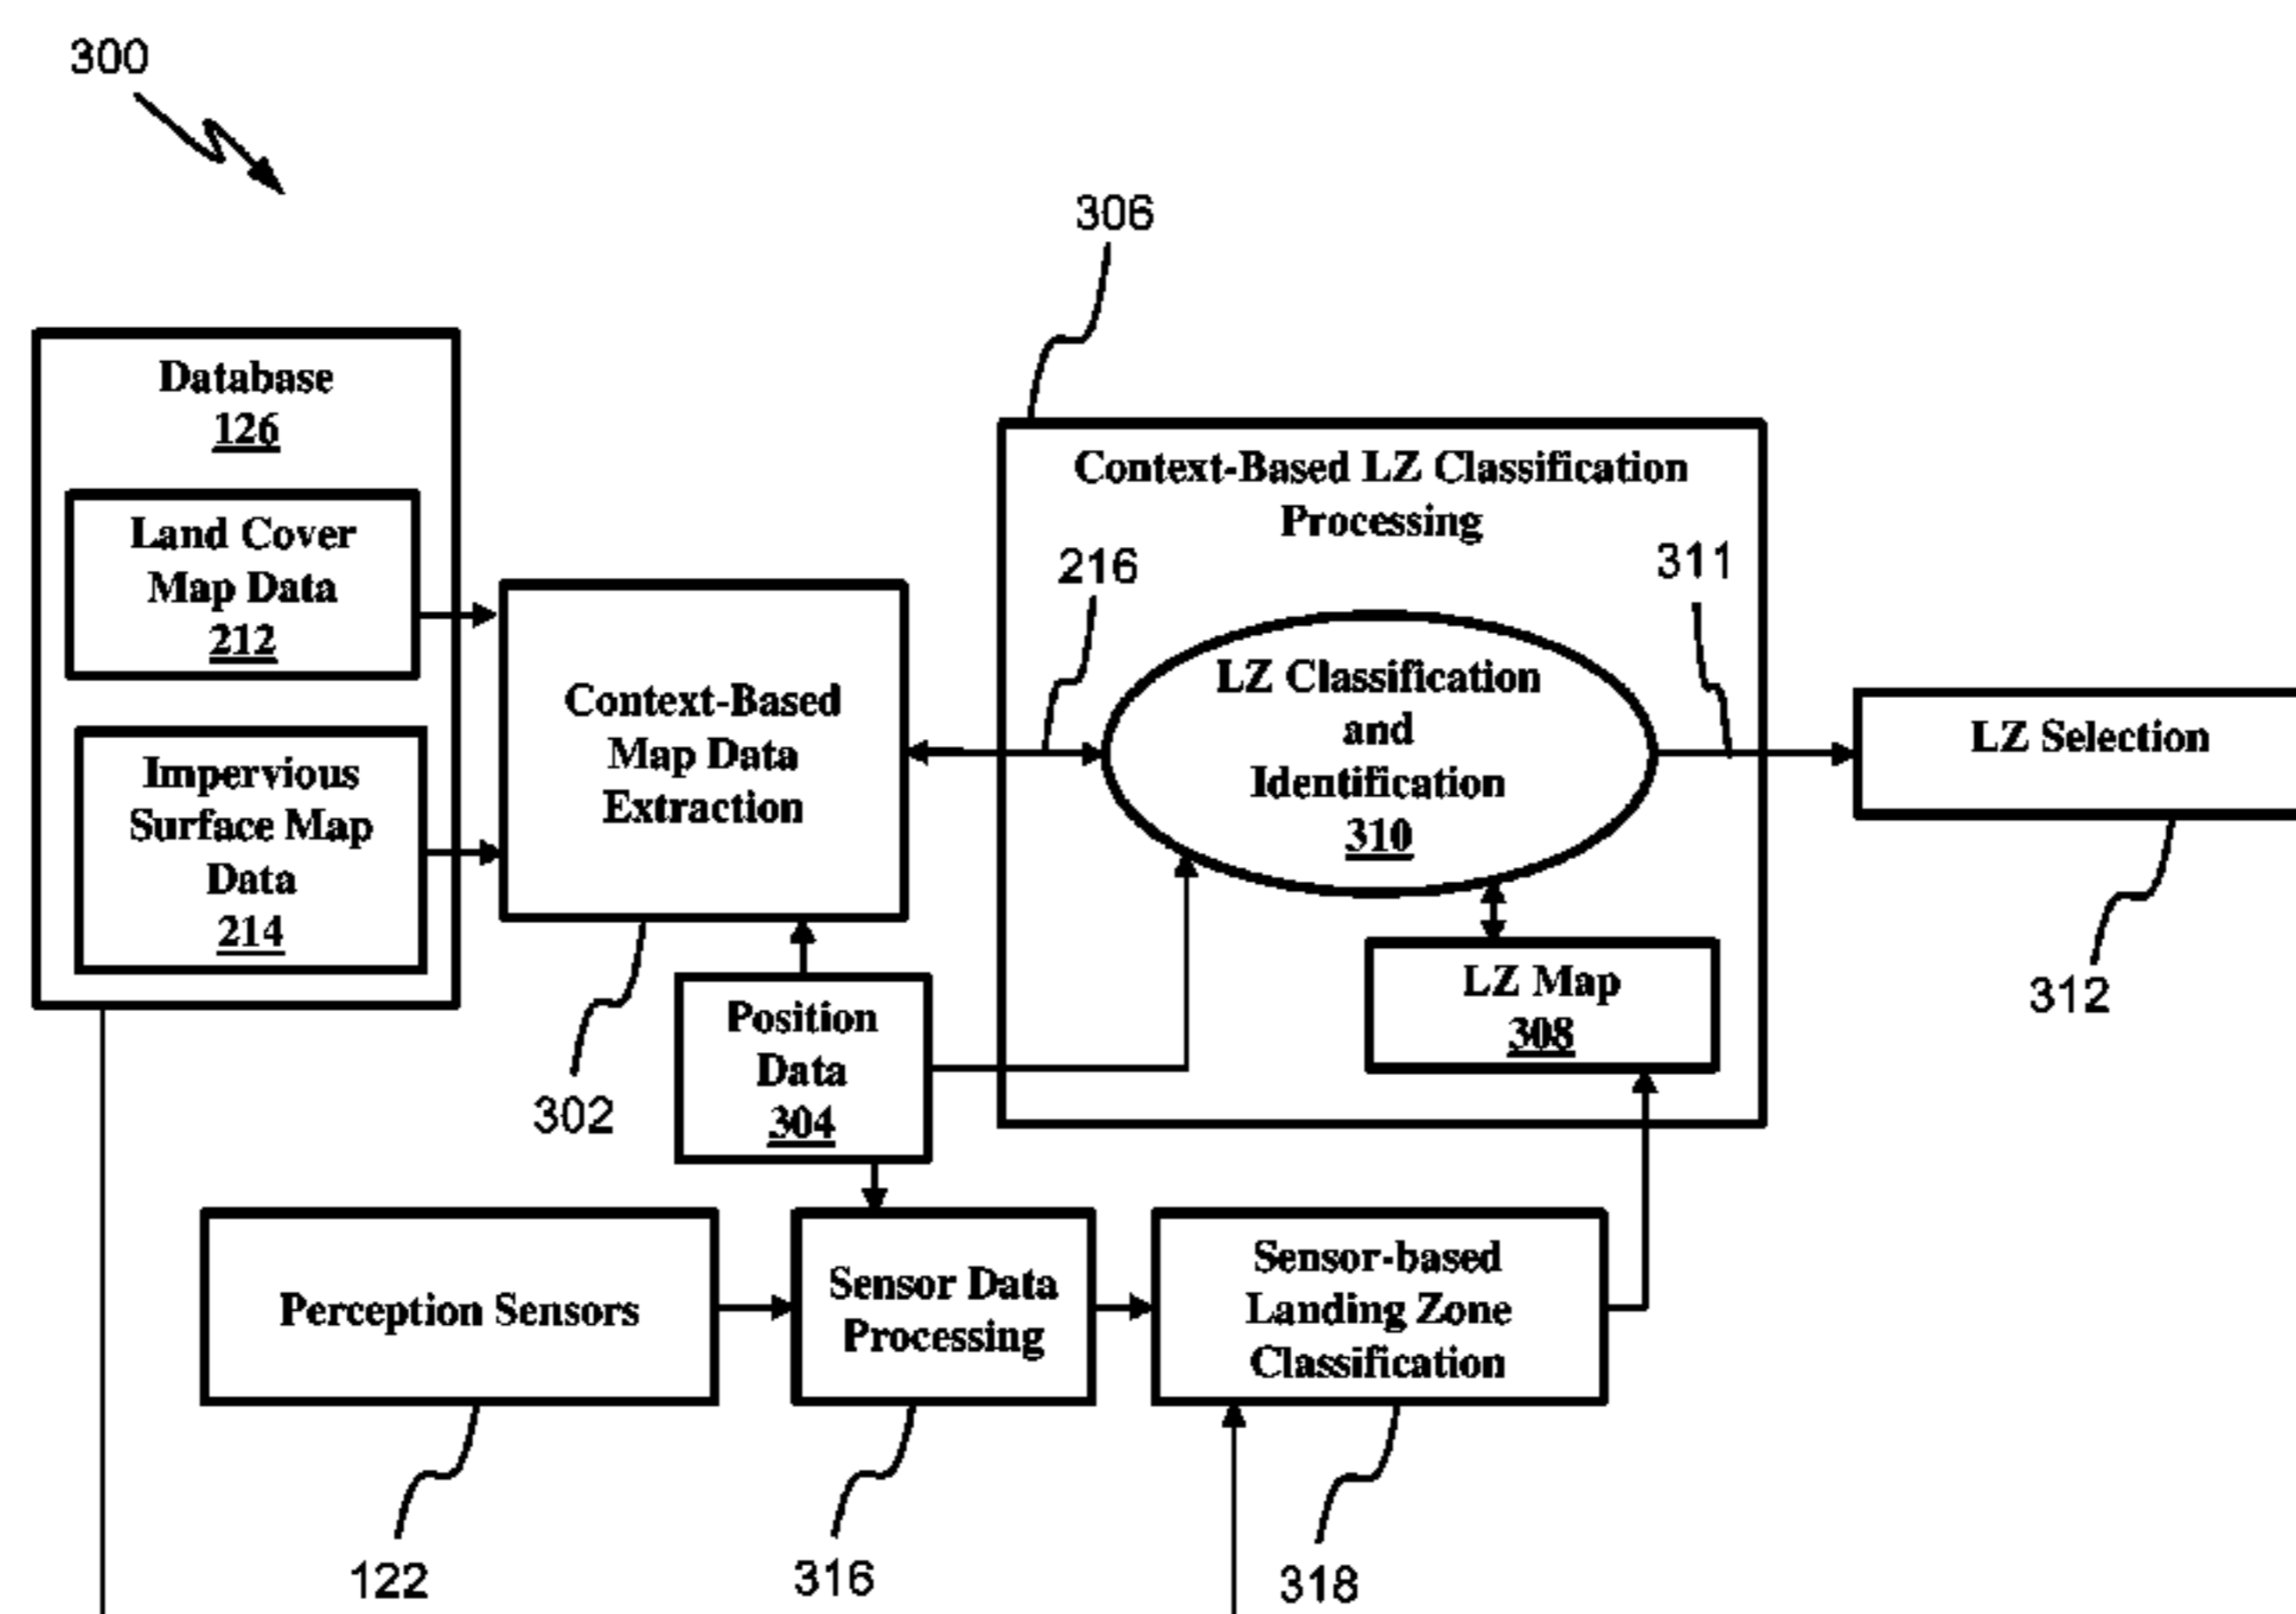 300
306
Database
126
Land Cover
Map Data
212
Impervious
Surface Map
Data
214
Context-Based
Map Data
Extraction
302
Position
Data
304
Context-Based LZ Classification
Processing
216
311
LZ Classification
and
Identification
310
LZ Map
308
LZ Selection
312
Perception Sensors
122
Sensor Data
Processing
316
Sensor-based
Landing Zone
Classification
318